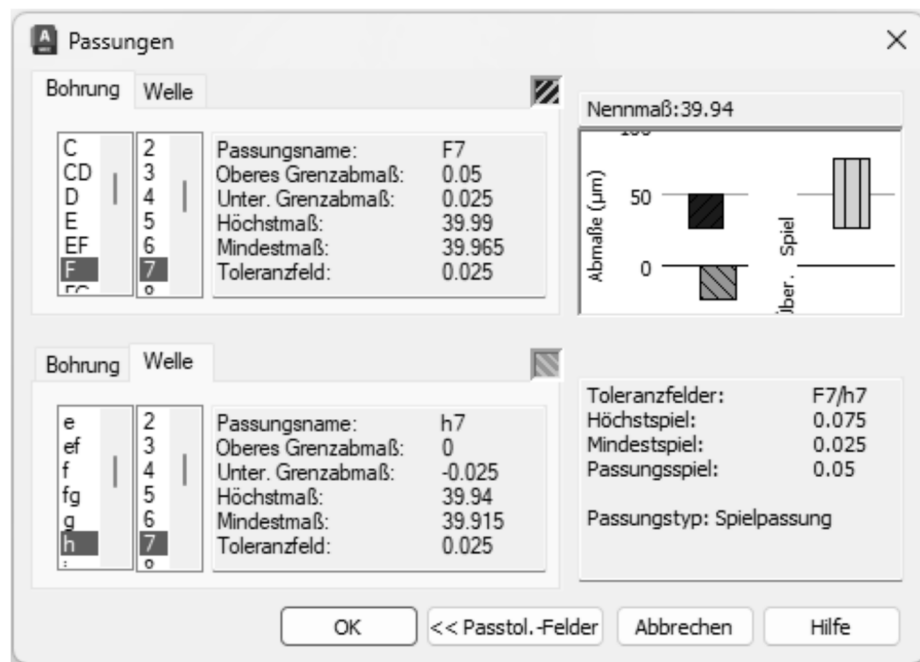 Passungen
Bohrung Welle
C
CD
D
E
EF
F
2
3
4
5
6
7
Passungsname: F7
Oberes Grenzabmaß: 0.05
Unter. Grenzabmaß: 0.025
Höchstmaß: 39.99
Mindestmaß: 39.965
Toleranzfeld: 0.025
Nennmaß:39.94
Abmaße (µm)
50
0
Über. Spiel
Bohrung Welle
e
ef
f
fg
g
h
2
3
4
5
6
7
Passungsname: h7
Oberes Grenzabmaß: 0
Unter. Grenzabmaß: -0.025
Höchstmaß: 39.94
Mindestmaß: 39.915
Toleranzfeld: 0.025
Toleranzfelder: F7/h7
Höchstspiel: 0.075
Mindestspiel: 0.025
Passungsspiel: 0.05
Passungstyp: Spielpassung
OK << Passtol.-Felder Abbrechen Hilfe